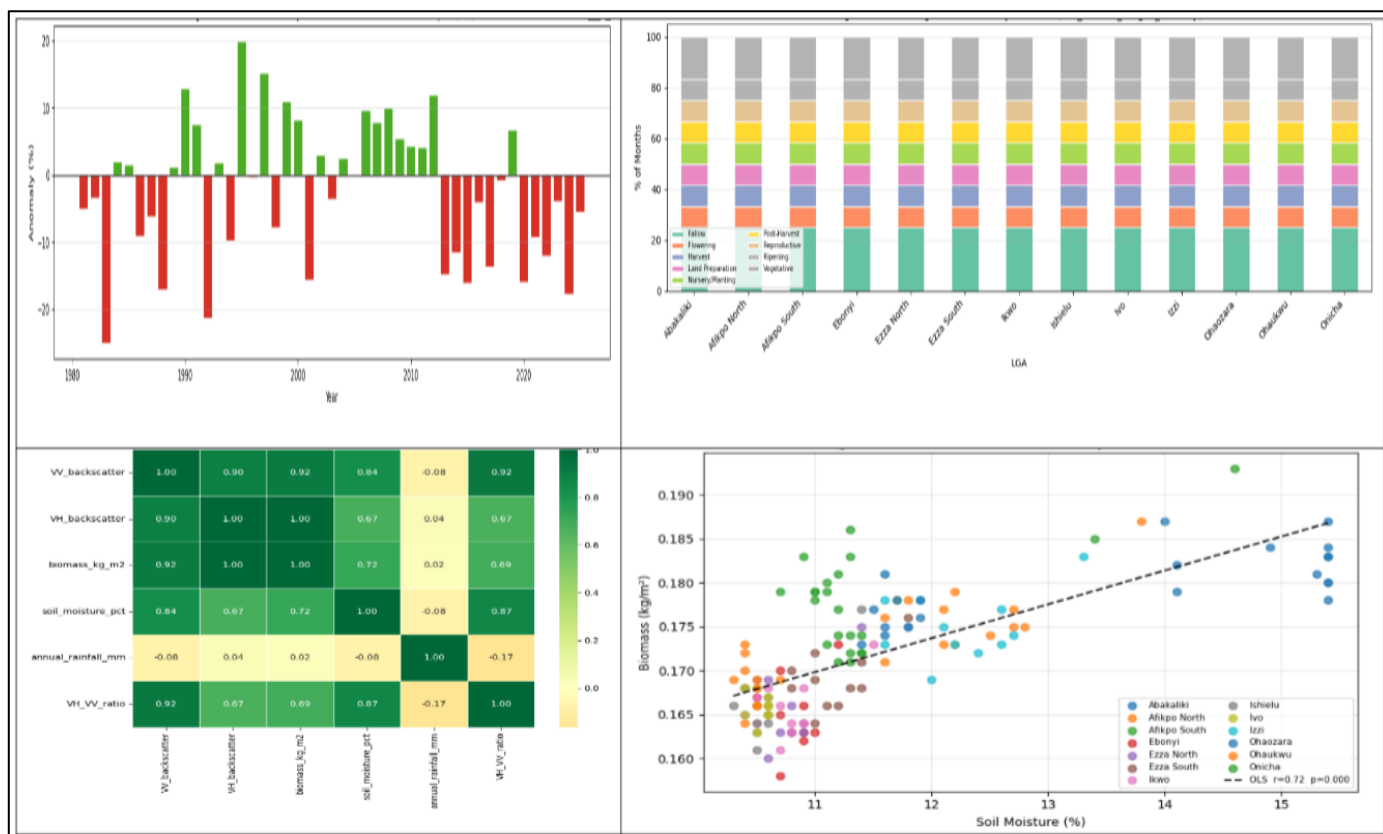 20
10
0
−10
−20
Anomaly (%)
1980 1990 2000 2010 2020
Year
100
80
60
40
20
0
% of Months
Fallow
Flowering
Harvest
Land Preparation
Nursery/Planting
Post-Harvest
Reproductive
Ripening
Vegetative
Abakaliki
Afikpo North
Afikpo South
Ebonyi
Ezza North
Ezza South
Ikwo
Ishielu
Ivo
Izzi
Ohaozara
Ohaukwu
Onicha
LGA
VV_backscatter 1.00 0.90 0.92 0.84 -0.08 0.92
VH_backscatter 0.90 1.00 1.00 0.67 0.04 0.67
biomass_kg_m2 0.92 1.00 1.00 0.72 0.02 0.69
soil_moisture_pct 0.84 0.67 0.72 1.00 -0.08 0.87
annual_rainfall_mm -0.08 0.04 0.02 -0.08 1.00 -0.17
VH_VV_ratio 0.92 0.67 0.69 0.87 -0.17 1.00
VV_backscatter
VH_backscatter
biomass_kg_m2
soil_moisture_pct
annual_rainfall_mm
VH_VV_ratio
1.0
0.8
0.6
0.4
0.2
0.0
0.190
0.185
0.180
0.175
0.170
0.165
0.160
Biomass (kg/m²)
Abakaliki
Afikpo North
Afikpo South
Ebonyi
Ezza North
Ezza South
Ikwo
Ishielu
Ivo
Izzi
Ohaozara
Ohaukwu
Onicha
OLS r=0.72 p=0.000
11 12 13 14 15
Soil Moisture (%)